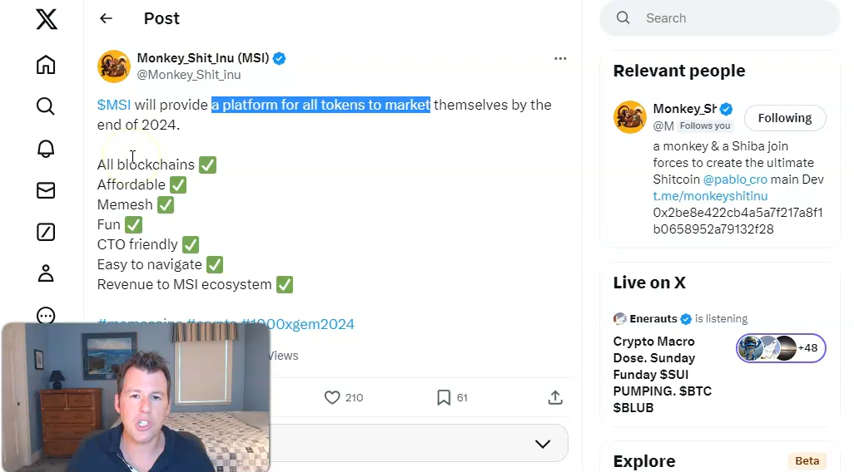 Post
Monkey_Shit_Inu (MSI)
@Monkey_Shit_inu
$MSI will provide a platform for all tokens to market themselves by the
end of 2024.
All blockchains ✅
Affordable ✅
Memesh ✅
Fun ✅
CTO friendly ✅
Easy to navigate ✅
Revenue to MSI ecosystem ✅
#1000xgem2024
Views
210
61
Search
Relevant people
Monkey_Sh
@M Follows you
Following
a monkey & a Shiba join
forces to create the ultimate
Shitcoin @pablo_cro main Dev
t.me/monkeyshitinu
0x2be8e422cb4a5a7f217a8f1
b0658952a79132f28
Live on X
Enerauts is listening
Crypto Macro
Dose. Sunday
Funday $SUI
PUMPING. $BTC
$BLUB
+48
Explore
Beta